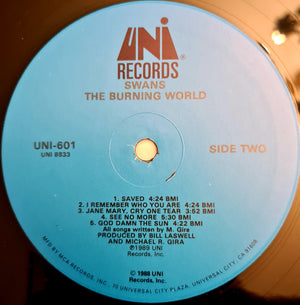 UNI
®
RECORDS
SWANS
THE BURNING WORLD
UNI-601
UNI 8833
SIDE TWO
1. SAVED 4:24 BMI
2. I REMEMBER WHO YOU ARE 4:24 BMI
3. JANE MARY, CRY ONE TEAR 3:52 BMI
4. SEE NO MORE 5:30 BMI
5. GOD DAMN THE SUN 4:22 BMI
All songs written by M. Gira
PRODUCED BY BILL LASWELL
AND MICHAEL R. GIRA
℗1989 UNI
Records, Inc.
© 1988 UNI
Records, Inc.
MFG BY MCA RECORDS, INC., 70 UNIVERSAL CITY PLAZA, UNIVERSAL CITY, CA 91608